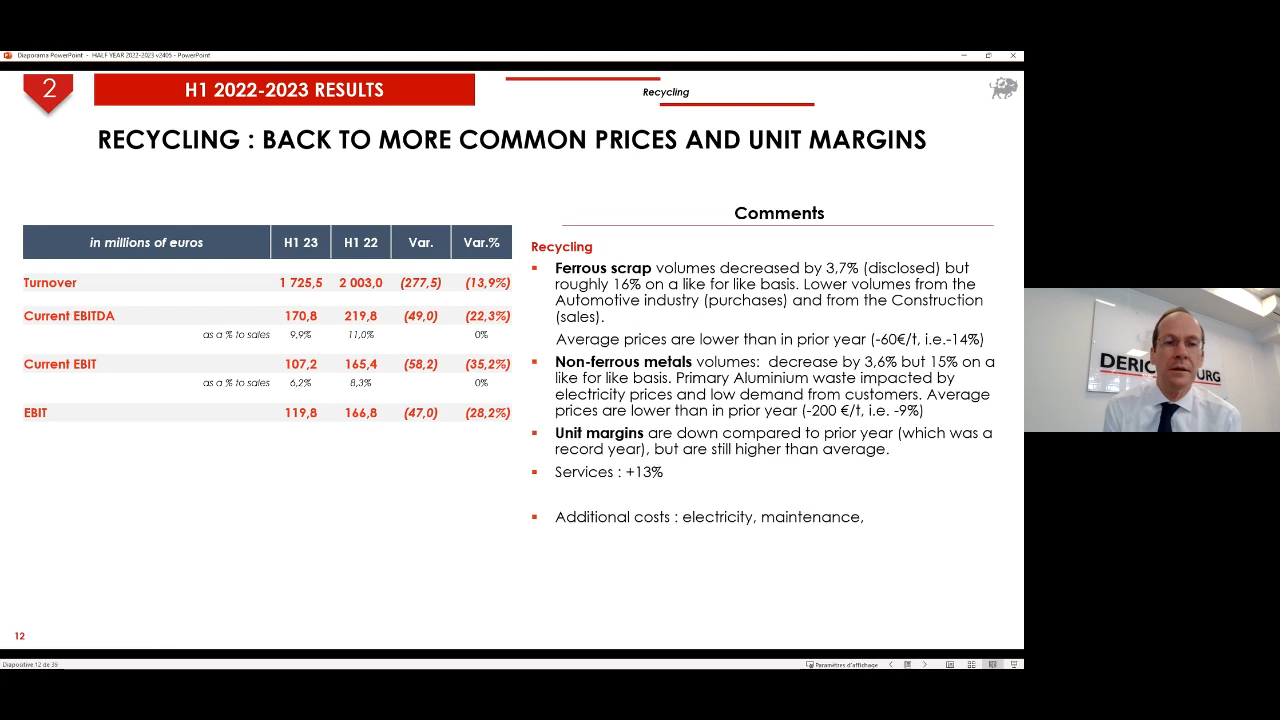 Diaporama PowerPoint - HALF YEAR 2022-2023 v2405 - PowerPoint
2
H1 2022-2023 RESULTS
Recycling
RECYCLING : BACK TO MORE COMMON PRICES AND UNIT MARGINS
in millions of euros H1 23 H1 22 Var. Var.%
Turnover 1 725,5 2 003,0 (277,5) (13,9%)
Current EBITDA 170,8 219,8 (49,0) (22,3%)
as a % to sales 9,9% 11,0% 0%
Current EBIT 107,2 165,4 (58,2) (35,2%)
as a % to sales 6,2% 8,3% 0%
EBIT 119,8 166,8 (47,0) (28,2%)
Comments
Recycling
▪ Ferrous scrap volumes decreased by 3,7% (disclosed) but
roughly 16% on a like for like basis. Lower volumes from the
Automotive industry (purchases) and from the Construction
(sales).
Average prices are lower than in prior year (-60€/t, i.e.-14%)
▪ Non-ferrous metals volumes: decrease by 3,6% but 15% on a
like for like basis. Primary Aluminium waste impacted by
electricity prices and low demand from customers. Average
prices are lower than in prior year (-200 €/t, i.e. -9%)
▪ Unit margins are down compared to prior year (which was a
record year), but are still higher than average.
▪ Services : +13%
▪ Additional costs : electricity, maintenance,
12
Diapositive 12 de 39
Paramètres d'affichage
DERIC URG